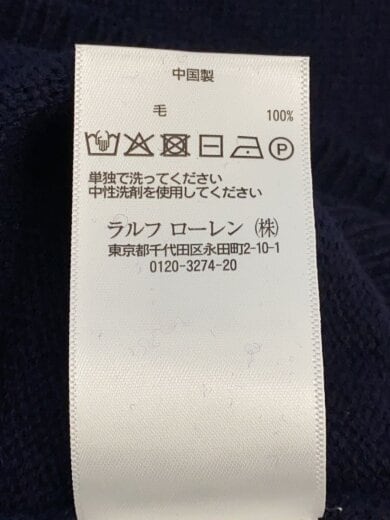 中国製
毛 100%
P
単独で洗ってください
中性洗剤を使用してください
ラルフ ローレン (株)
東京都千代田区永田町2-10-1
0120-3274-20